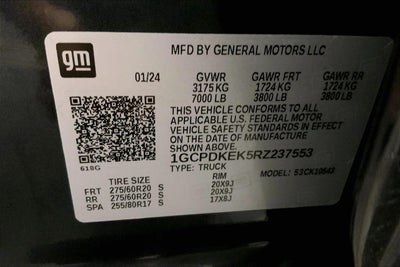 gm
MFD BY GENERAL MOTORS LLC
01/24 GVWR GAWR FRT GAWR RR
3175 KG 1724 KG 1724 KG
7000 LB 3800 LB 3800 LB
THIS VEHICLE CONFORMS TO ALL
APPLICABLE U.S. FEDERAL MOTOR
VEHICLE SAFETY STANDARDS IN EFFECT
ON THE DATE OF MANUFACTURE
SHOWN ABOVE.
1GCPDKEK5RZ237553
618G TYPE: TRUCK MODEL: S3CK10543
TIRE SIZE RIM
FRT 275/60R20 S 20X9J
RR 275/60R20 S 20X9J
SPA 255/80R17 S 17X8J